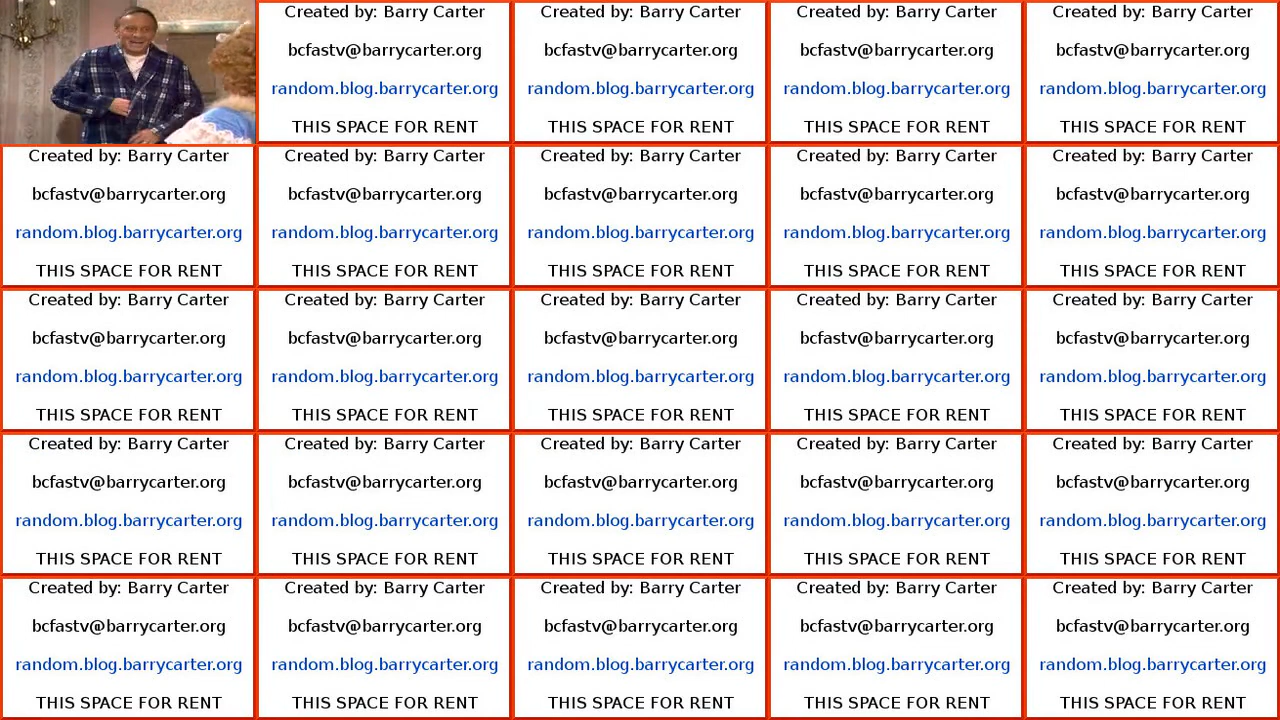 Created by: Barry Carter
bcfastv@barrycarter.org
random.blog.barrycarter.org
THIS SPACE FOR RENT
Created by: Barry Carter
bcfastv@barrycarter.org
random.blog.barrycarter.org
THIS SPACE FOR RENT
Created by: Barry Carter
bcfastv@barrycarter.org
random.blog.barrycarter.org
THIS SPACE FOR RENT
Created by: Barry Carter
bcfastv@barrycarter.org
random.blog.barrycarter.org
THIS SPACE FOR RENT
Created by: Barry Carter
bcfastv@barrycarter.org
random.blog.barrycarter.org
THIS SPACE FOR RENT
Created by: Barry Carter
bcfastv@barrycarter.org
random.blog.barrycarter.org
THIS SPACE FOR RENT
Created by: Barry Carter
bcfastv@barrycarter.org
random.blog.barrycarter.org
THIS SPACE FOR RENT
Created by: Barry Carter
bcfastv@barrycarter.org
random.blog.barrycarter.org
THIS SPACE FOR RENT
Created by: Barry Carter
bcfastv@barrycarter.org
random.blog.barrycarter.org
THIS SPACE FOR RENT
Created by: Barry Carter
bcfastv@barrycarter.org
random.blog.barrycarter.org
THIS SPACE FOR RENT
Created by: Barry Carter
bcfastv@barrycarter.org
random.blog.barrycarter.org
THIS SPACE FOR RENT
Created by: Barry Carter
bcfastv@barrycarter.org
random.blog.barrycarter.org
THIS SPACE FOR RENT
Created by: Barry Carter
bcfastv@barrycarter.org
random.blog.barrycarter.org
THIS SPACE FOR RENT
Created by: Barry Carter
bcfastv@barrycarter.org
random.blog.barrycarter.org
THIS SPACE FOR RENT
Created by: Barry Carter
bcfastv@barrycarter.org
random.blog.barrycarter.org
THIS SPACE FOR RENT
Created by: Barry Carter
bcfastv@barrycarter.org
random.blog.barrycarter.org
THIS SPACE FOR RENT
Created by: Barry Carter
bcfastv@barrycarter.org
random.blog.barrycarter.org
THIS SPACE FOR RENT
Created by: Barry Carter
bcfastv@barrycarter.org
random.blog.barrycarter.org
THIS SPACE FOR RENT
Created by: Barry Carter
bcfastv@barrycarter.org
random.blog.barrycarter.org
THIS SPACE FOR RENT
Created by: Barry Carter
bcfastv@barrycarter.org
random.blog.barrycarter.org
THIS SPACE FOR RENT
Created by: Barry Carter
bcfastv@barrycarter.org
random.blog.barrycarter.org
THIS SPACE FOR RENT
Created by: Barry Carter
bcfastv@barrycarter.org
random.blog.barrycarter.org
THIS SPACE FOR RENT
Created by: Barry Carter
bcfastv@barrycarter.org
random.blog.barrycarter.org
THIS SPACE FOR RENT
Created by: Barry Carter
bcfastv@barrycarter.org
random.blog.barrycarter.org
THIS SPACE FOR RENT